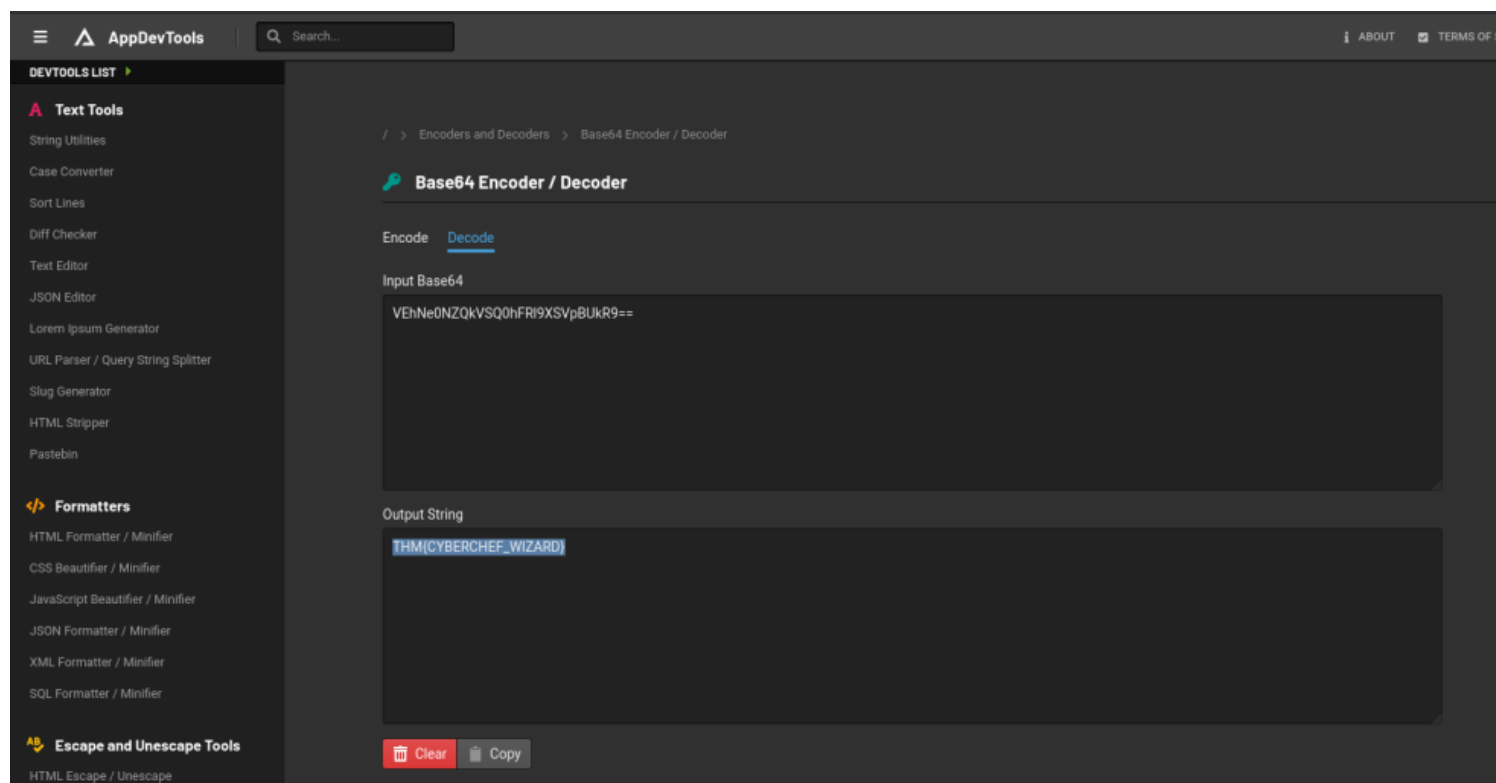 AppDevTools
Search...
ABOUT
TERMS OF
DEVTOOLS LIST
Text Tools
String Utilities
Case Converter
Sort Lines
Diff Checker
Text Editor
JSON Editor
Lorem Ipsum Generator
URL Parser / Query String Splitter
Slug Generator
HTML Stripper
Pastebin
Formatters
HTML Formatter / Minifier
CSS Beautifier / Minifier
JavaScript Beautifier / Minifier
JSON Formatter / Minifier
XML Formatter / Minifier
SQL Formatter / Minifier
Escape and Unescape Tools
HTML Escape / Unescape
/ > Encoders and Decoders > Base64 Encoder / Decoder
Base64 Encoder / Decoder
Encode Decode
Input Base64
VEhNe0NZQkVSQ0hFRl9XSVpBUkR9==
Output String
THM{CYBERCHEF_WIZARD}
Clear
Copy